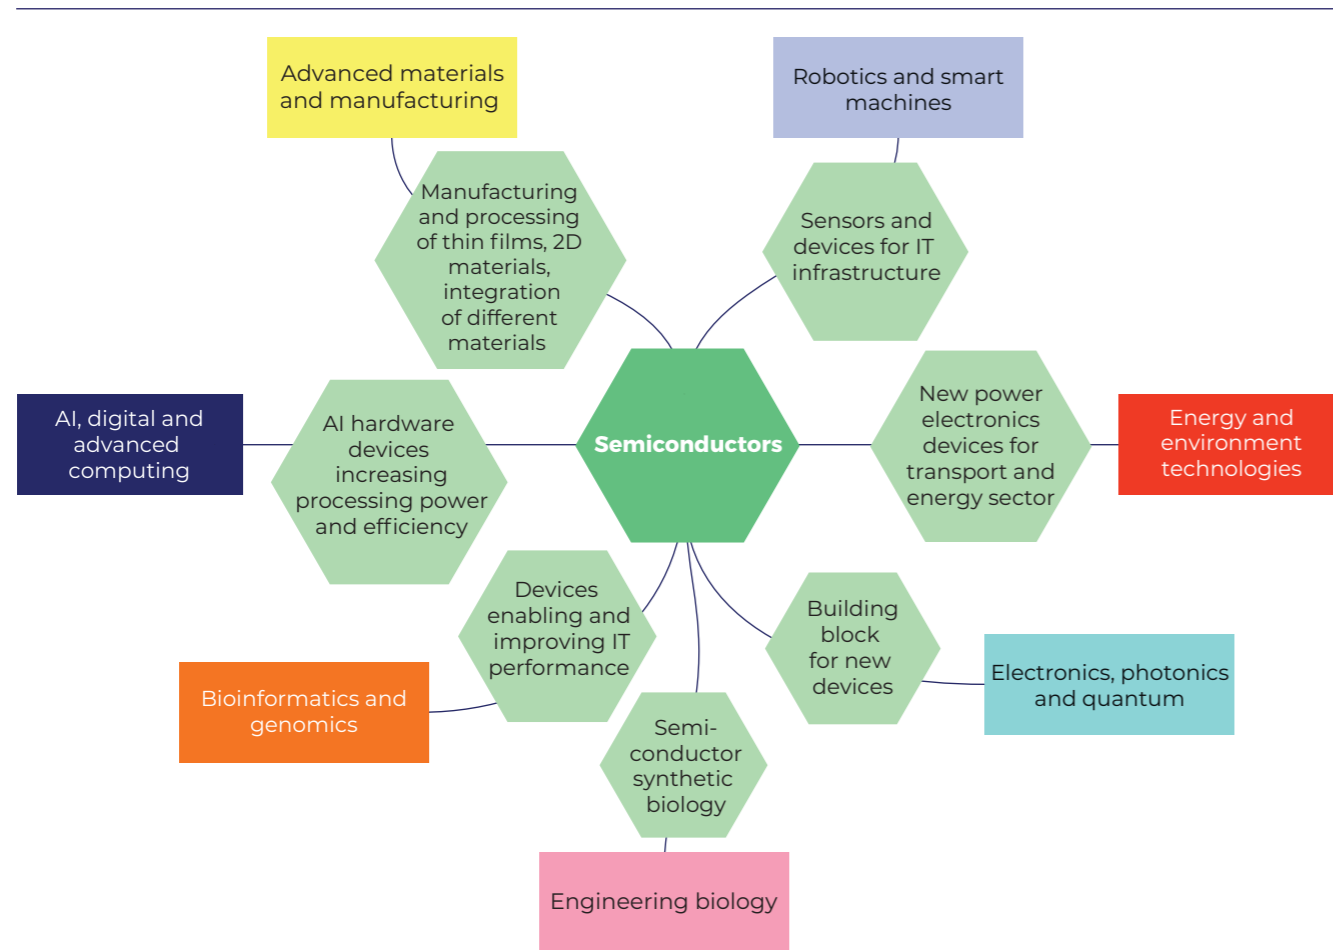 Advanced materials
and manufacturing
Robotics and smart
machines
Manufacturing
and processing
of thin films, 2D
materials,
integration
of different
materials
Sensors and
devices for IT
infrastructure
AI, digital and
advanced
computing
AI hardware
devices
increasing
processing power
and efficiency
Semiconductors
New power
electronics
devices for
transport and
energy sector
Energy and
environment
technologies
Devices
enabling and
improving IT
performance
Building
block
for new
devices
Bioinformatics and
genomics
Electronics, photonics
and quantum
Semi-
conductor
synthetic
biology
Engineering biology